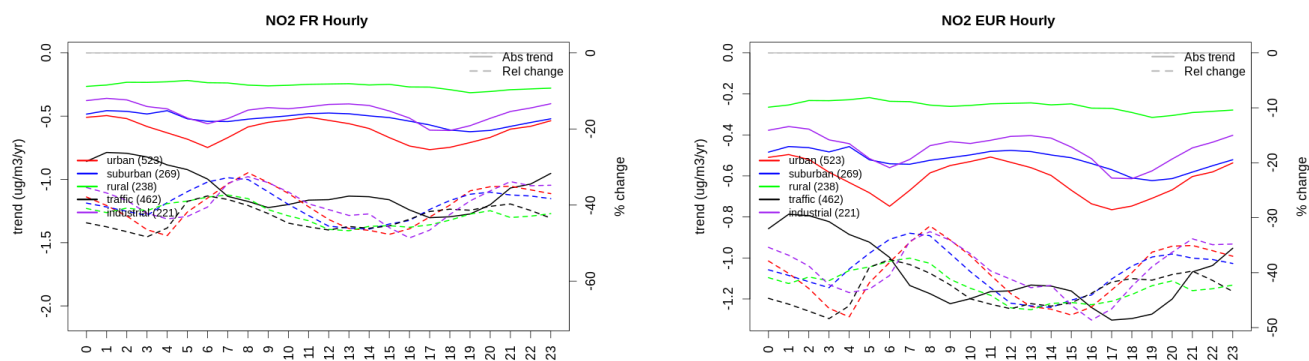 NO2 FR Hourly
trend (ug/m3/yr)
0.0
-0.5
-1.0
-1.5
-2.0
Abs trend
Rel change
urban (523)
suburban (269)
rural (238)
traffic (462)
industrial (221)
0
-20
-40
-60
% change
0 1 2 3 4 5 6 7 8 9 10 11 12 13 14 15 16 17 18 19 20 21 22 23
NO2 EUR Hourly
trend (ug/m3/yr)
0.0
-0.2
-0.4
-0.6
-0.8
-1.0
-1.2
Abs trend
Rel change
urban (523)
suburban (269)
rural (238)
traffic (462)
industrial (221)
0
-10
-20
-30
-40
-50
% change
0 1 2 3 4 5 6 7 8 9 10 11 12 13 14 15 16 17 18 19 20 21 22 23